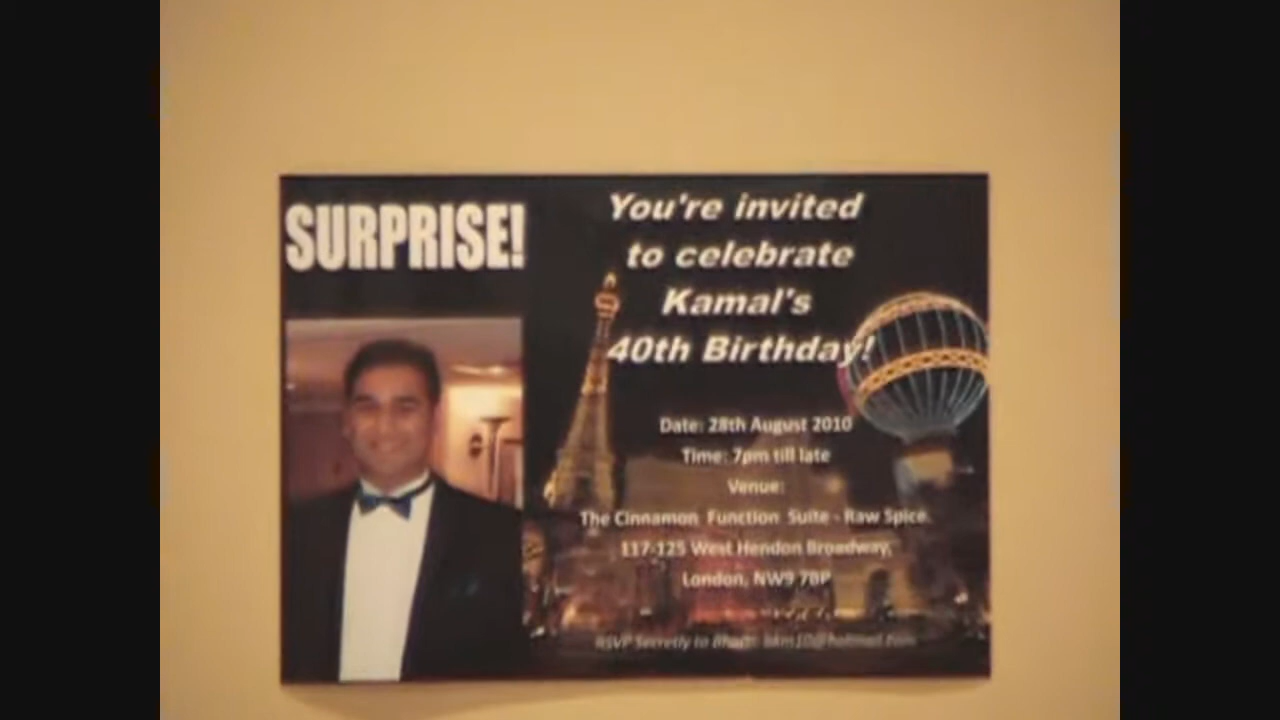 SURPRISE!
You're invited
to celebrate
Kamal's
40th Birthday!
Date: 28th August 2010
Time: 7pm till late
Venue:
The Cinnamon Function Suite - Raw Spice,
117-125 West Hendon Broadway,
London, NW9 7BP
RSVP Secretly to